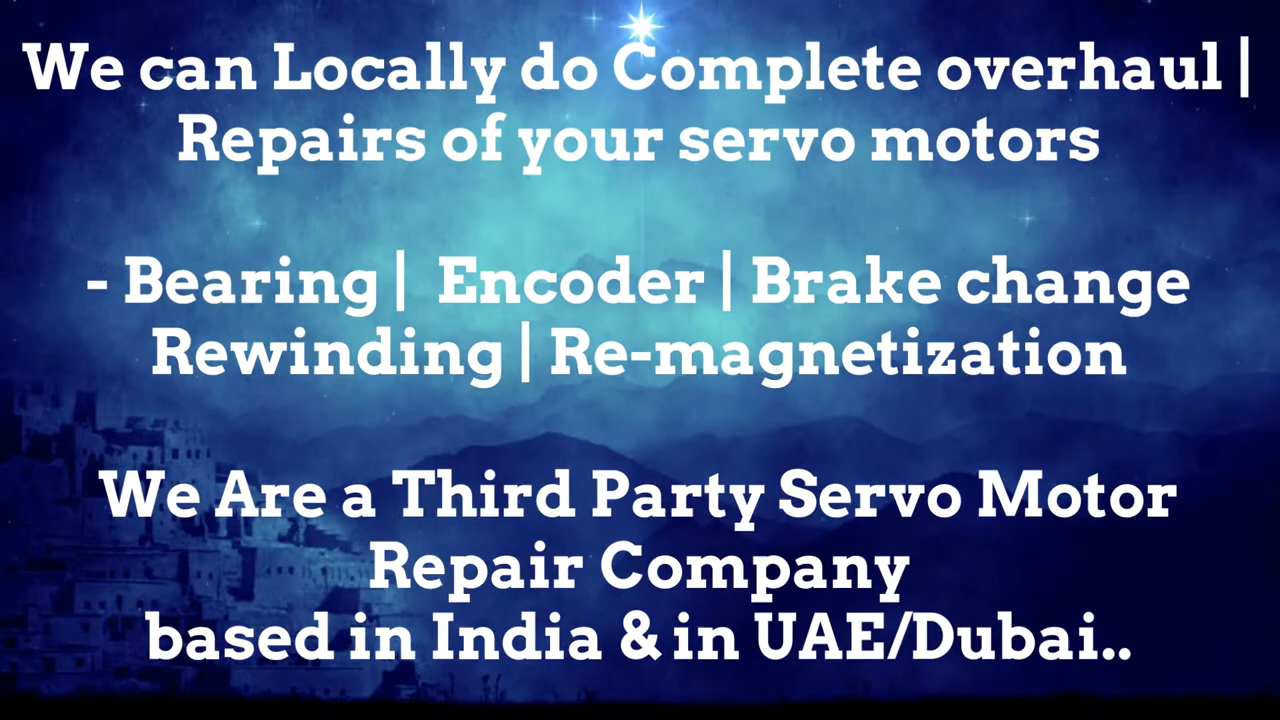 We can Locally do Complete overhaul |
Repairs of your servo motors
- Bearing |  Encoder | Brake change
Rewinding | Re-magnetization
We Are a Third Party Servo Motor
Repair Company
based in India & in UAE/Dubai..